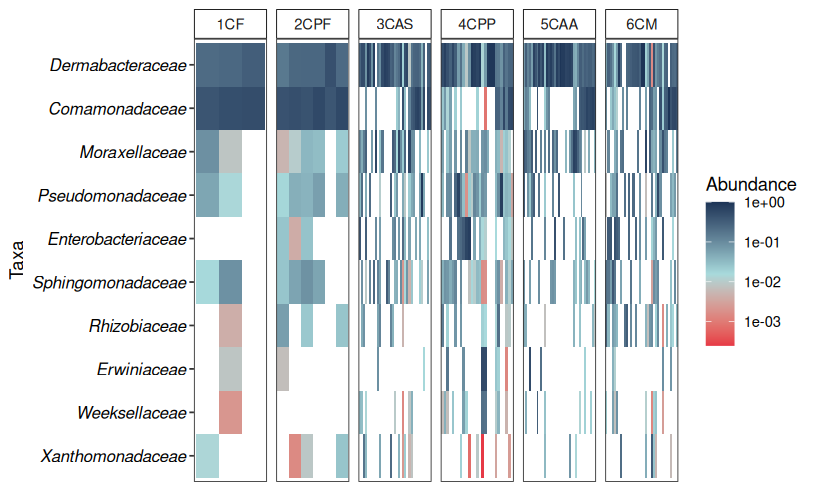 1CF 2CPF 3CAS 4CPP 5CAA 6CM
Dermabacteraceae
Comamonadaceae
Moraxellaceae
Pseudomonadaceae
Enterobacteriaceae
Sphingomonadaceae
Rhizobiaceae
Erwiniaceae
Weeksellaceae
Xanthomonadaceae
Taxa
Abundance
1e+00
1e-01
1e-02
1e-03